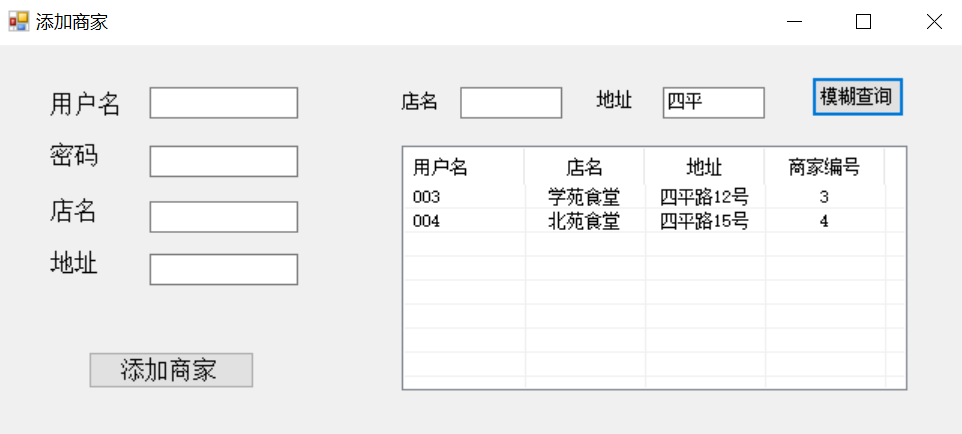 添加商家
用户名
密码
店名
地址
添加商家
店名 地址 四平 模糊查询
用户名 店名 地址 商家编号
003 学苑食堂 四平路12号 3
004 北苑食堂 四平路15号 4